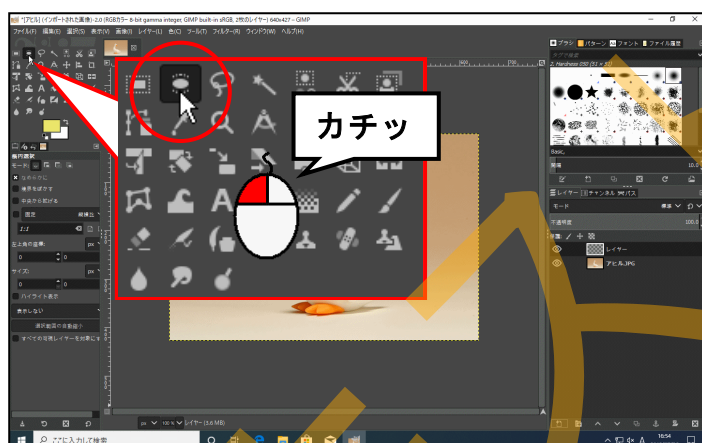 *[アヒル] (インポートされた画像)-2.0 (RGBカラー 8-bit gamma integer, GIMP built-in sRGB, 2枚のレイヤー) 640x427 – GIMP
ファイル(F) 編集(E) 選択(S) 表示(V) 画像(I) レイヤー(L) 色(C) ツール(T) フィルター(R) ウィンドウ(W) ヘルプ(H)
ブラシ パターン フォント ファイル履歴
2. Hardness 050 (51 × 51)
カチッ
Basic,
間隔 10.0
レイヤー チャンネル パス
モード 標準
不透明度 100.0
レイヤー
アヒル.JPG
楕円選択
モード:
なめらかに
境界をぼかす
中央から拡げる
固定 縦横比
1:1
左上角の座標: px
0 0
サイズ: px
0 0
ハイライト表示
表示しない
選択範囲の自動縮小
すべての可視レイヤーを対象にす
px 100 % レイヤー (3.6 MB)
ここに入力して検索
A 16:54